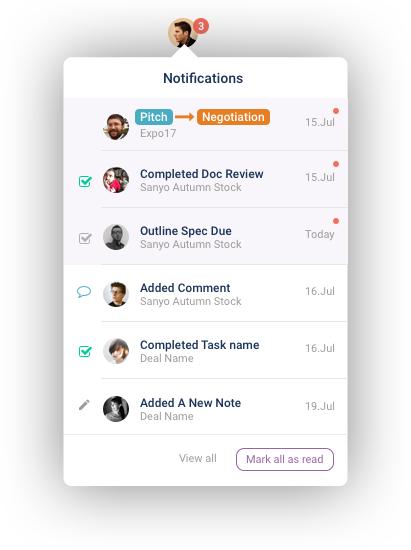 3
Notifications
Pitch Negotiation
Expo17
15.Jul
Completed Doc Review
Sanyo Autumn Stock
15.Jul
Outline Spec Due
Sanyo Autumn Stock
Today
Added Comment
Sanyo Autumn Stock
16.Jul
Completed Task name
Deal Name
16.Jul
Added A New Note
Deal Name
19.Jul
View all
Mark all as read